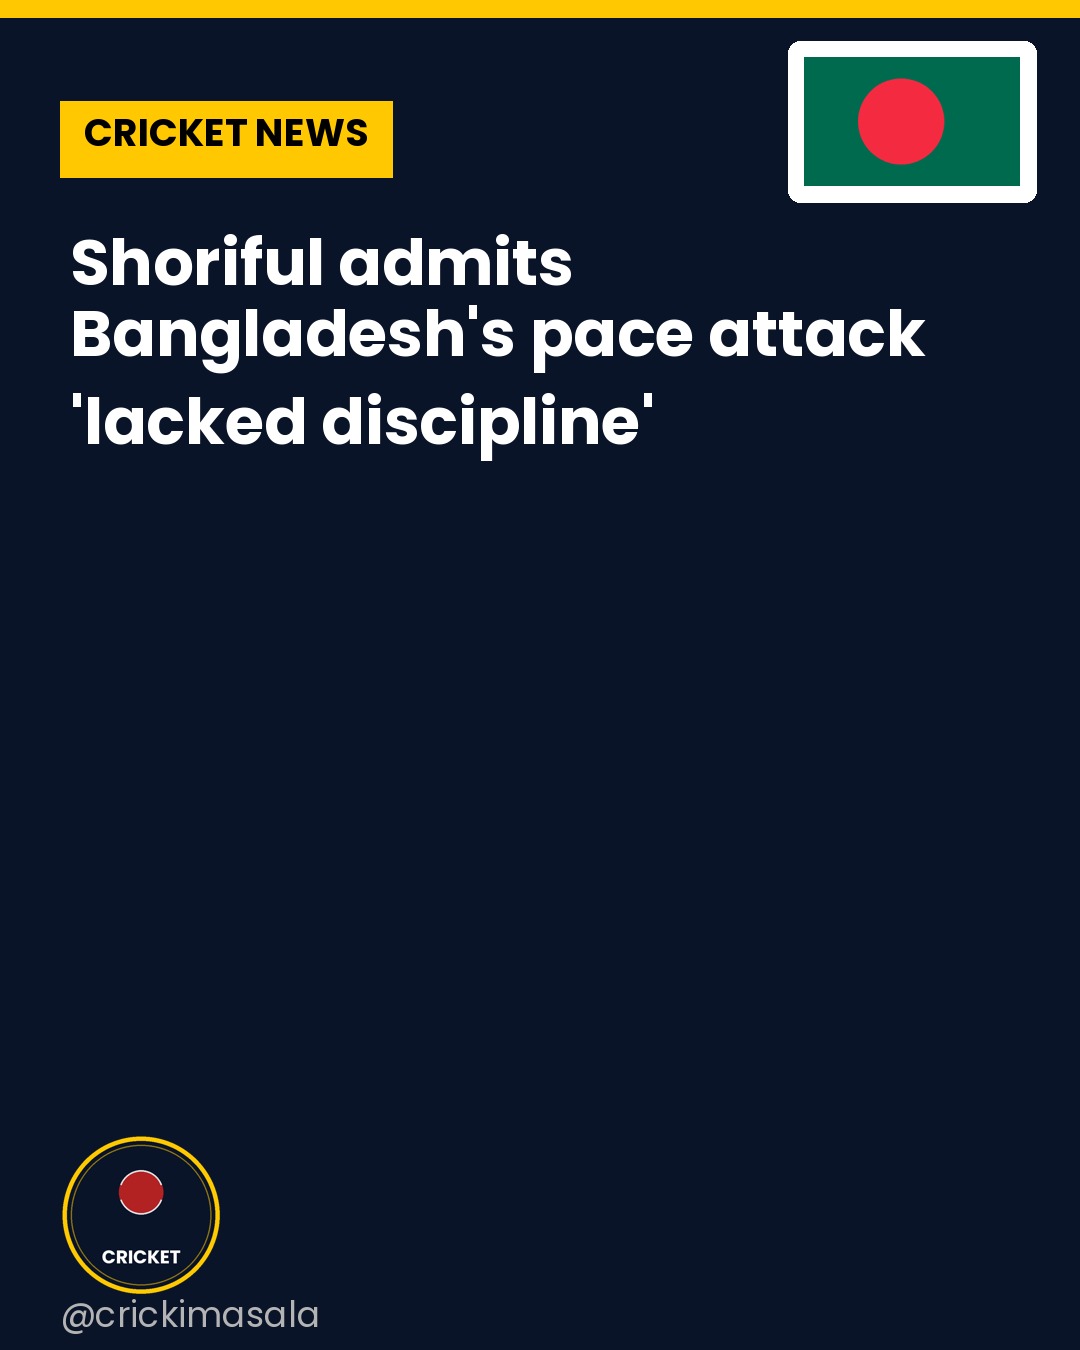 CRICKET NEWS
Shoriful admits
Bangladesh's pace attack
'lacked discipline'
CRICKET
@crickimasala